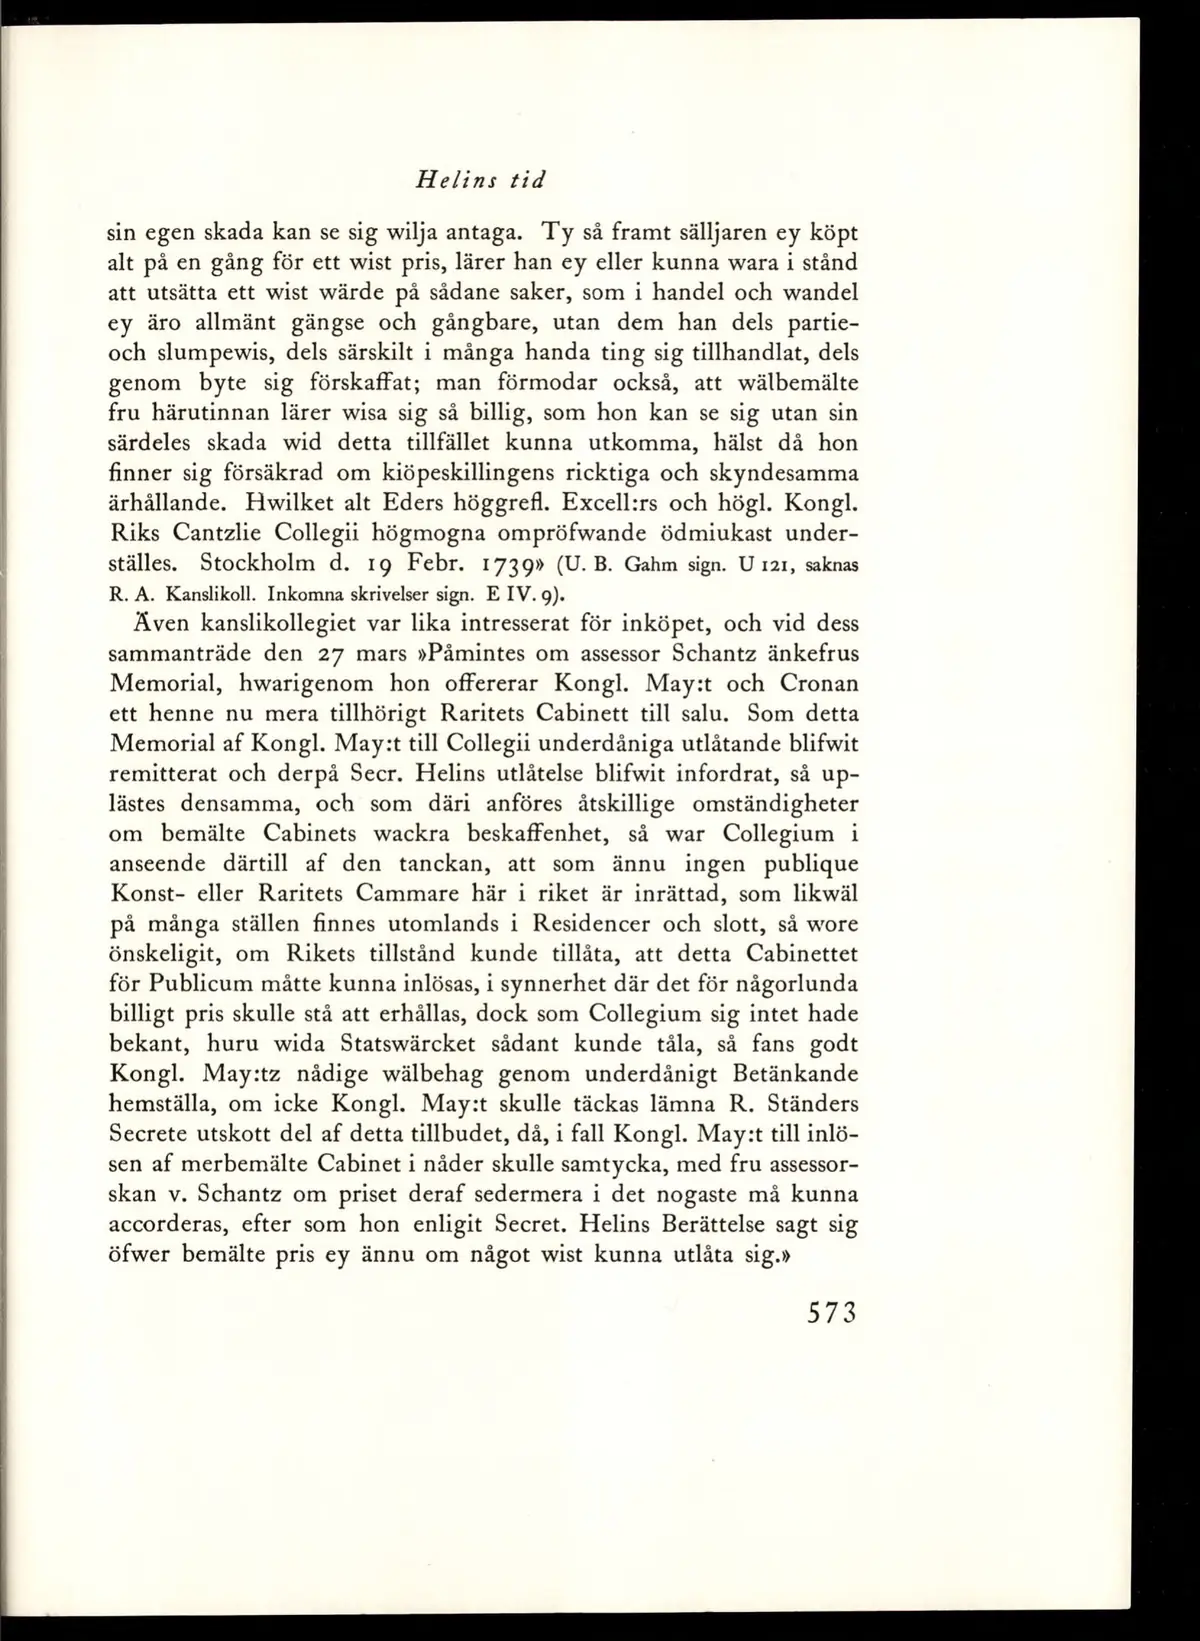 Helins tid
sin egen skada kan se sig wilja antaga. Ty så framt sälljaren ey köpt
alt på en gång för ett wist pris, lärer han ey eller kunna wara i stånd
att utsätta ett wist wärde på sådane saker, som i handel och wandel
ey äro allmänt gängse och gångbare, utan dem han dels partie-
och slumpewis, dels särskilt i många handa ting sig tillhandlat, dels
genom byte sig förskaffat; man förmodar också, att wälbemälte
fru härutinnan lärer wisa sig så billig, som hon kan se sig utan sin
särdeles skada wid detta tillfället kunna utkomma, hälst då hon
finner sig försäkrad om kiöpeskillingens ricktiga och skyndesamma
ärhållande. Hwilket alt Eders höggrefl. Excell:rs och högl. Kongl.
Riks Cantzlie Collegii högmogna ompröfwande ödmiukast under-
ställes. Stockholm d. 19 Febr. 1739» (U. B. Gahm sign. U 121, saknas
R. A. Kanslikoll. Inkomna skrivelser sign. E IV. 9).
Även kanslikollegiet var lika intresserat för inköpet, och vid dess
sammanträde den 27 mars »Påmintes om assessor Schantz änkefrus
Memorial, hwarigenom hon offererar Kongl. May:t och Cronan
ett henne nu mera tillhörigt Raritets Cabinett till salu. Som detta
Memorial af Kongl. May:t till Collegii underdåniga utlåtande blifwit
remitterat och derpå Secr. Helins utlåtelse blifwit infordrat, så up-
lästes densamma, och som däri anföres åtskillige omständigheter
om bemälte Cabinets wackra beskaffenhet, så war Collegium i
anseende därtill af den tanckan, att som ännu ingen publique
Konst- eller Raritets Cammare här i riket är inrättad, som likwäl
på många ställen finnes utomlands i Residencer och slott, så wore
önskeligit, om Rikets tillstånd kunde tillåta, att detta Cabinettet
för Publicum måtte kunna inlösas, i synnerhet där det för någorlunda
billigt pris skulle stå att erhållas, dock som Collegium sig intet hade
bekant, huru wida Statswärcket sådant kunde tåla, så fans godt
Kongl. May:tz nådige wälbehag genom underdånigt Betänkande
hemställa, om icke Kongl. May:t skulle täckas lämna R. Ständers
Secrete utskott del af detta tillbudet, då, i fall Kongl. May:t till inlö-
sen af merbemälte Cabinet i nåder skulle samtycka, med fru assessor-
skan v. Schantz om priset deraf sedermera i det nogaste må kunna
accorderas, efter som hon enligit Secret. Helins Berättelse sagt sig
öfwer bemälte pris ey ännu om något wist kunna utlåta sig.»
573